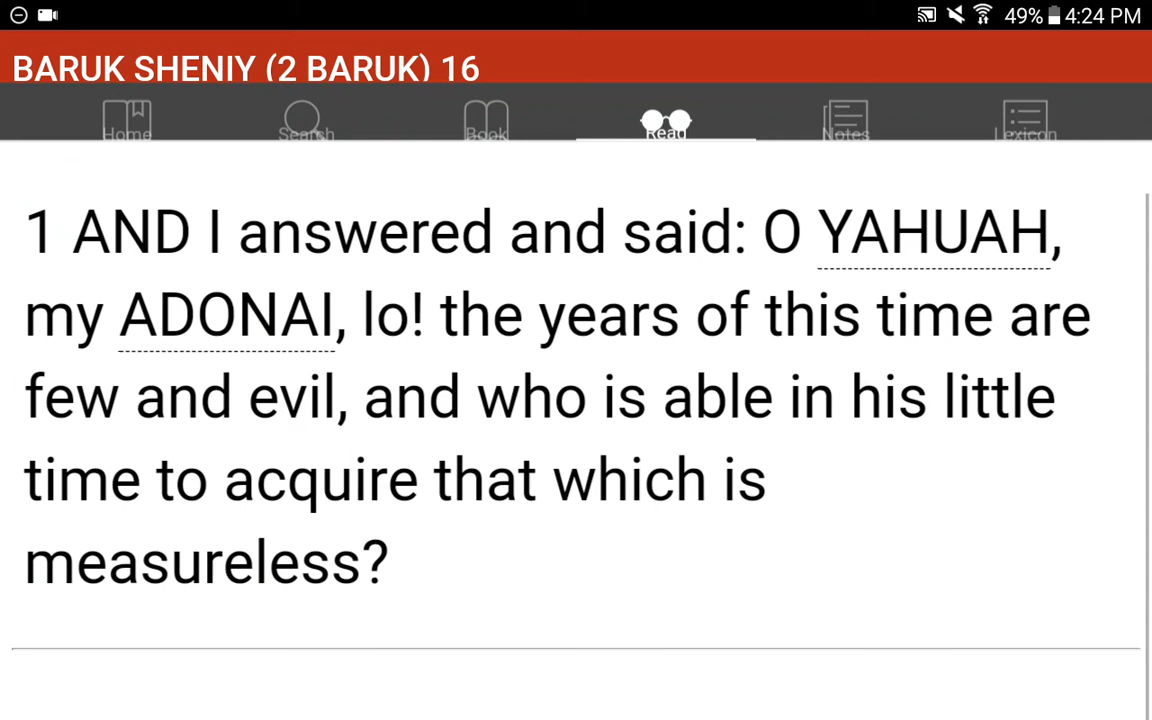 49% 4:24 PM
BARUK SHENIY (2 BARUK) 16
Home Search Book Read Notes Lexicon
1 AND I answered and said: O YAHUAH,
my ADONAI, lo! the years of this time are
few and evil, and who is able in his little
time to acquire that which is
measureless?